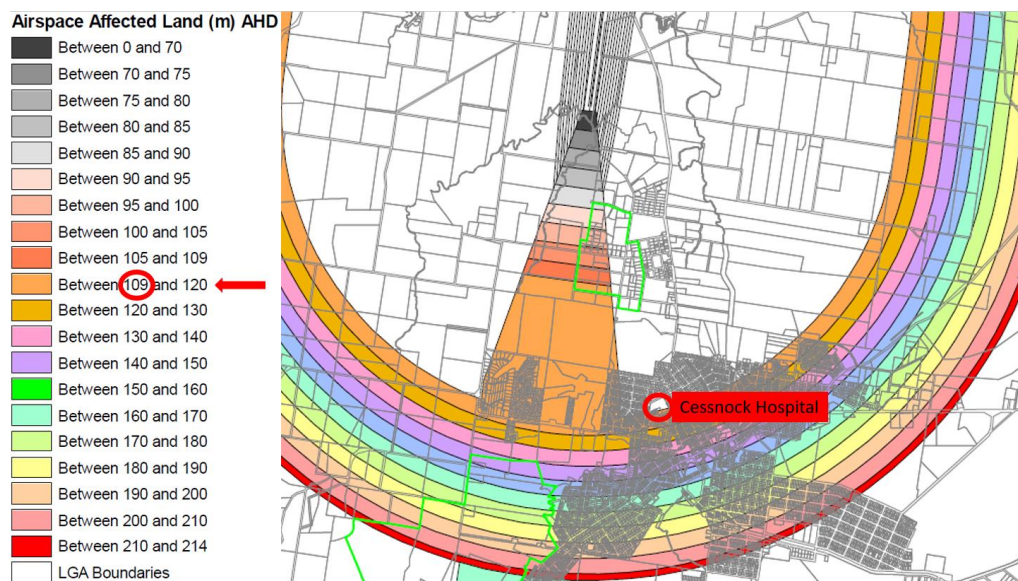 Airspace Affected Land (m) AHD
Between 0 and 70
Between 70 and 75
Between 75 and 80
Between 80 and 85
Between 85 and 90
Between 90 and 95
Between 95 and 100
Between 100 and 105
Between 105 and 109
Between 109 and 120
Between 120 and 130
Between 130 and 140
Between 140 and 150
Between 150 and 160
Between 160 and 170
Between 170 and 180
Between 180 and 190
Between 190 and 200
Between 200 and 210
Between 210 and 214
LGA Boundaries
Cessnock Hospital